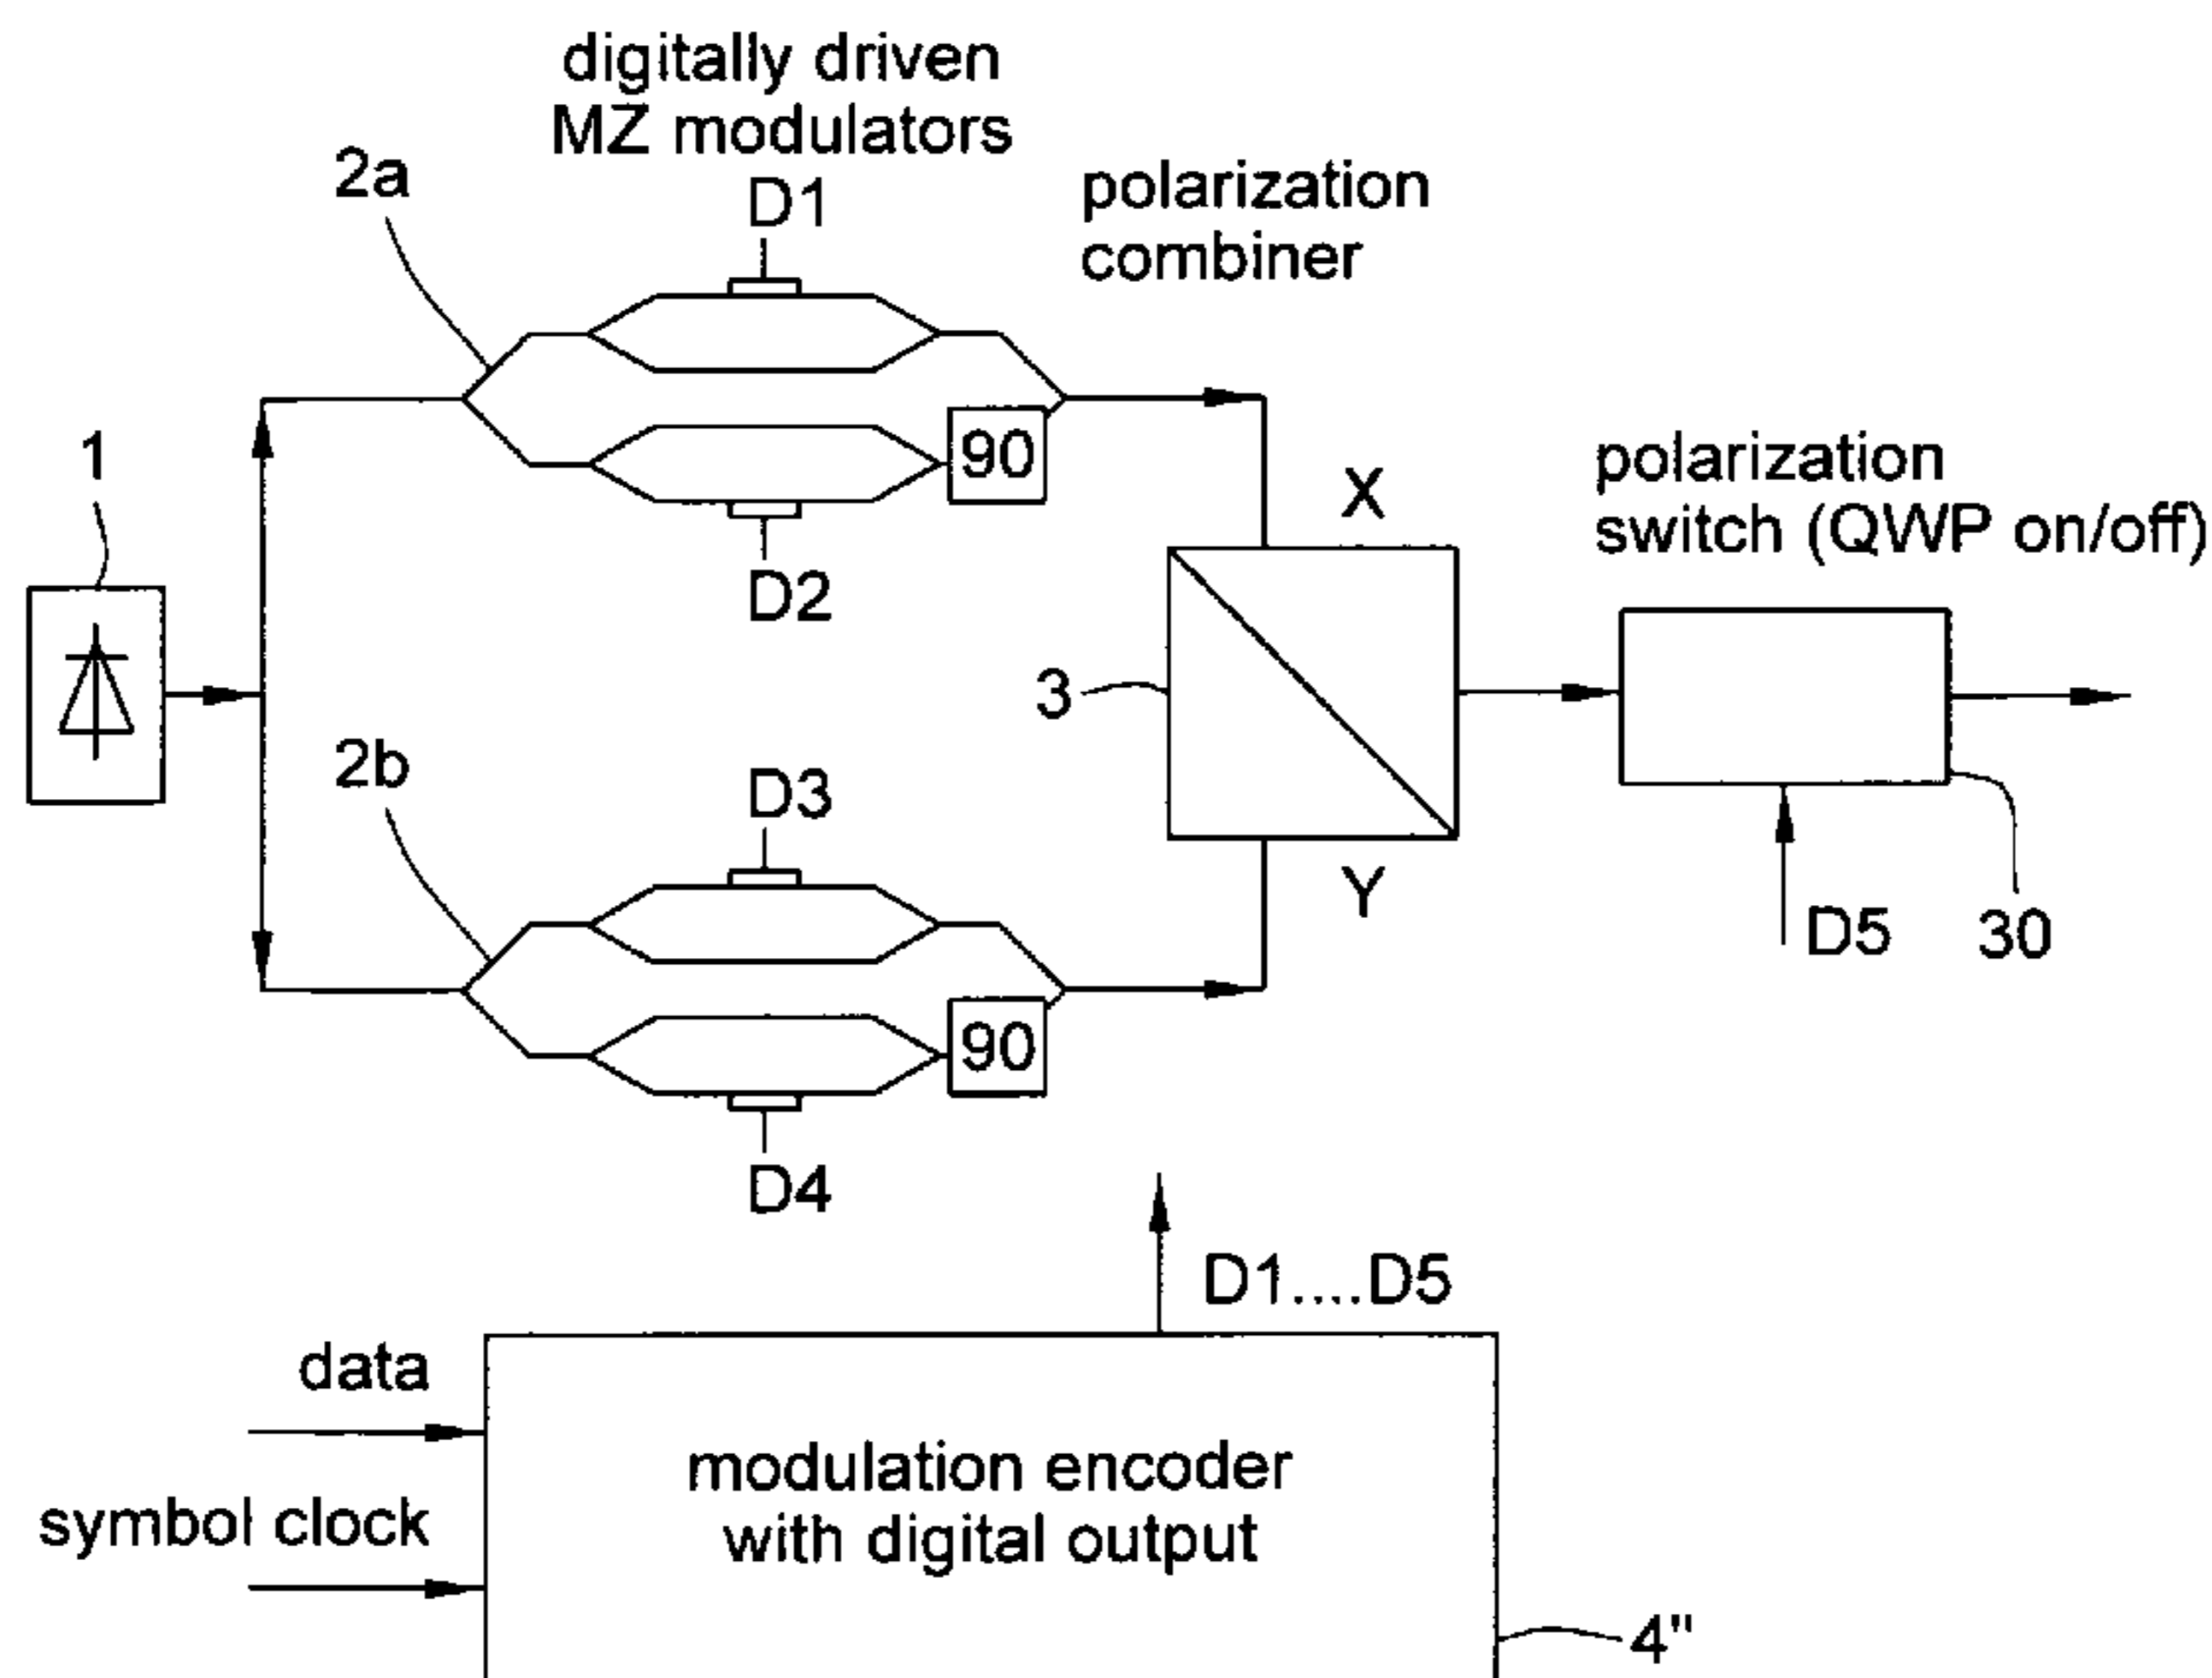 digitally driven
MZ modulators
2a
D1
polarization
combiner
90
D2
1
X
polarization
switch (QWP on/off)
3
2b
D3
Y
D5
30
90
D4
D1....D5
data
modulation encoder
with digital output
symbol clock
4"